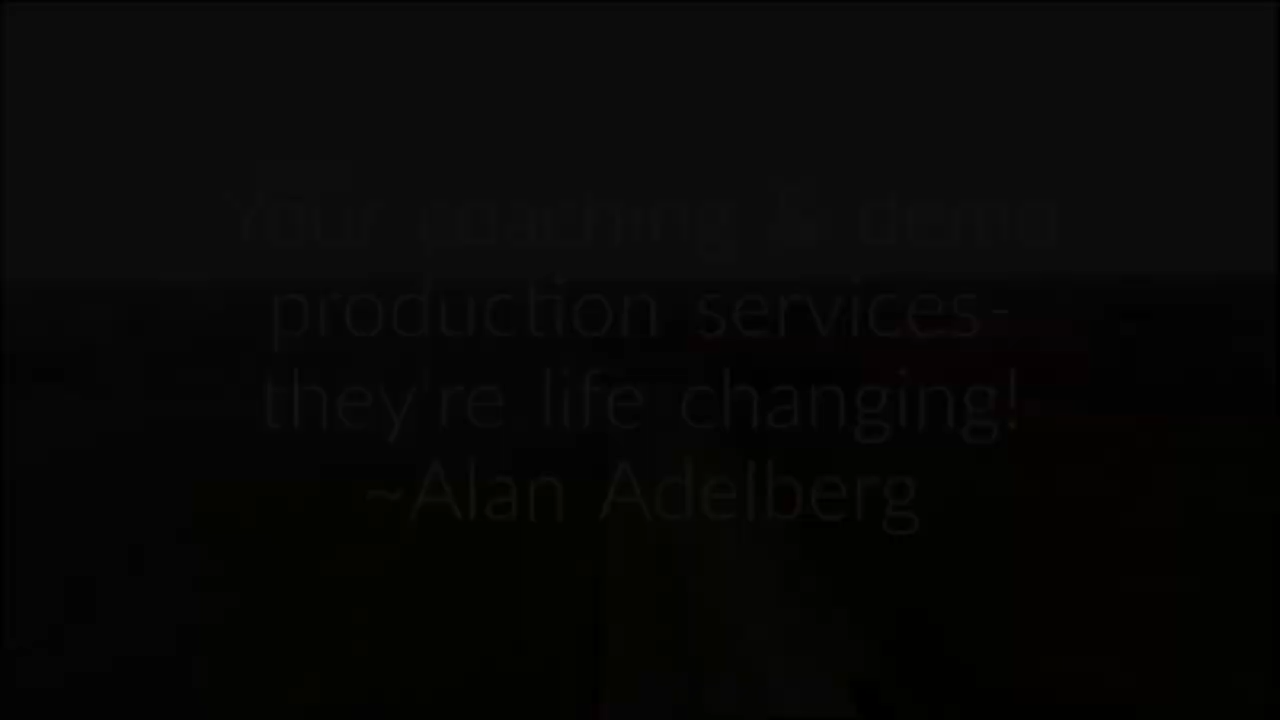 Your coaching & demo
production services-
they're life changing!
~Alan Adelberg